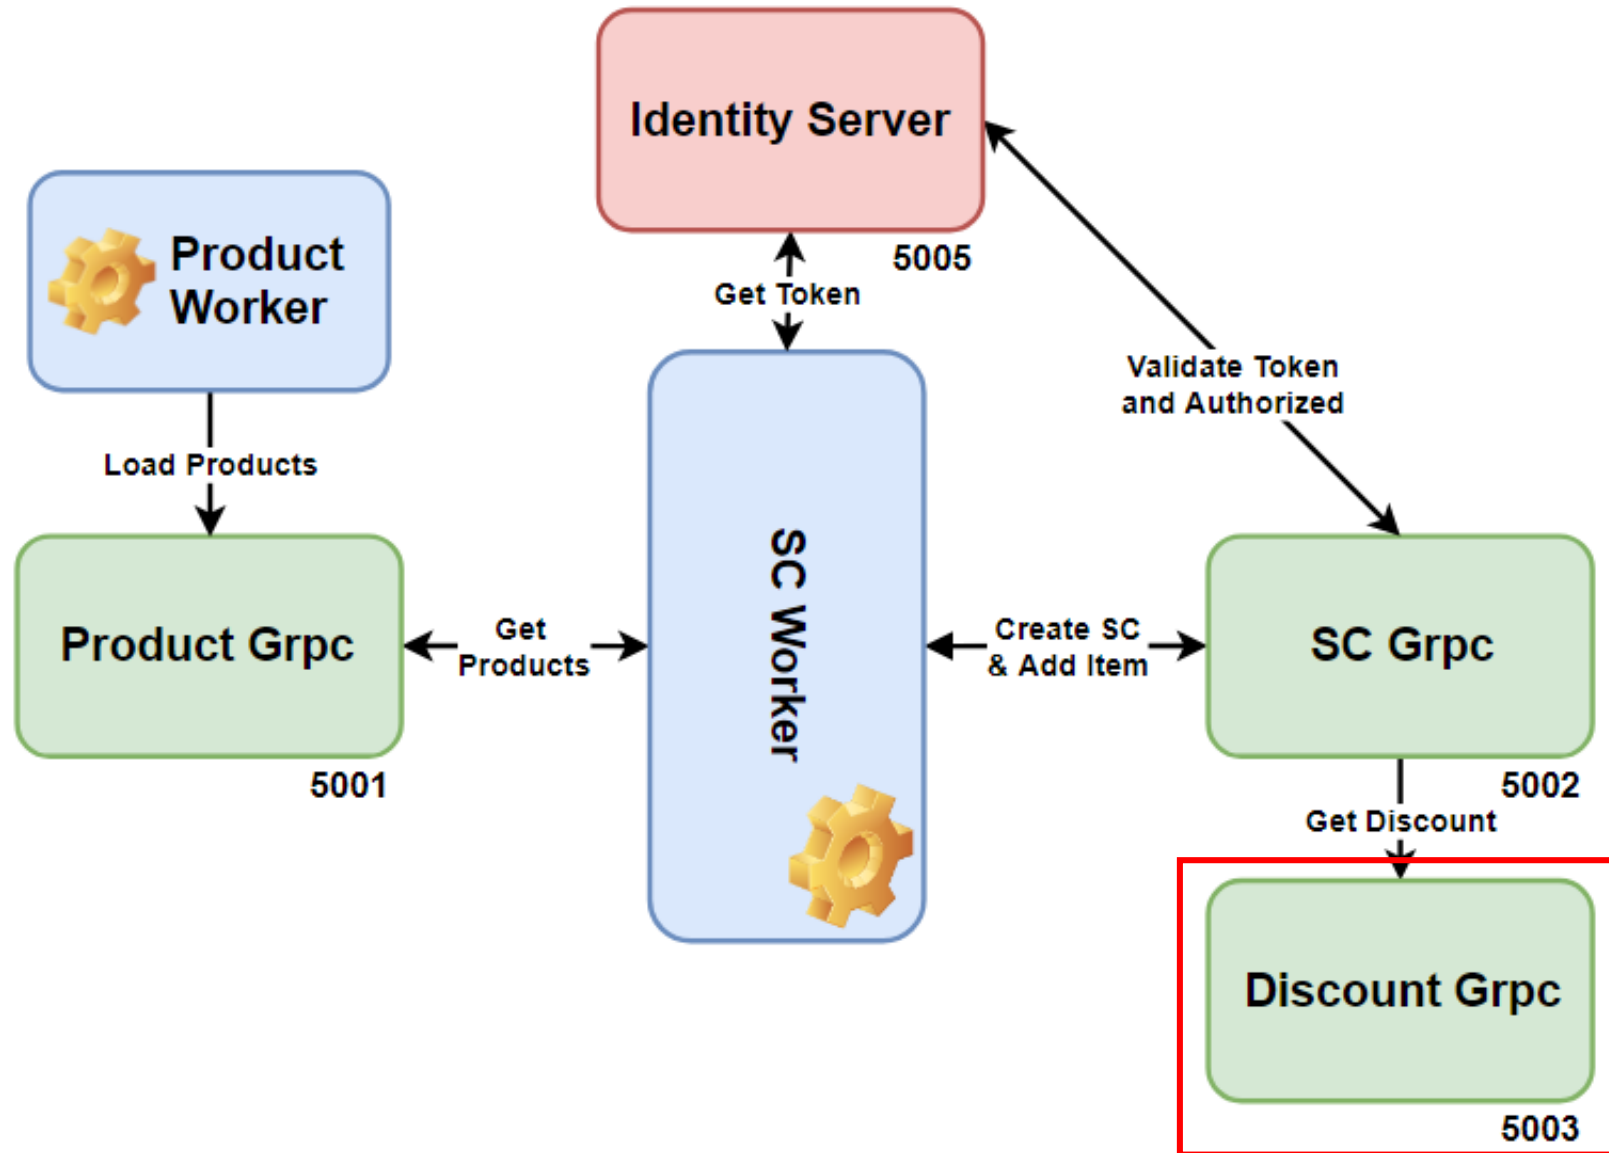 Identity Server
5005
Product
Worker
Get Token
Validate Token
and Authorized
Load Products
Product Grpc
5001
Get
Products
SC Worker
Create SC
& Add Item
SC Grpc
5002
Get Discount
Discount Grpc
5003